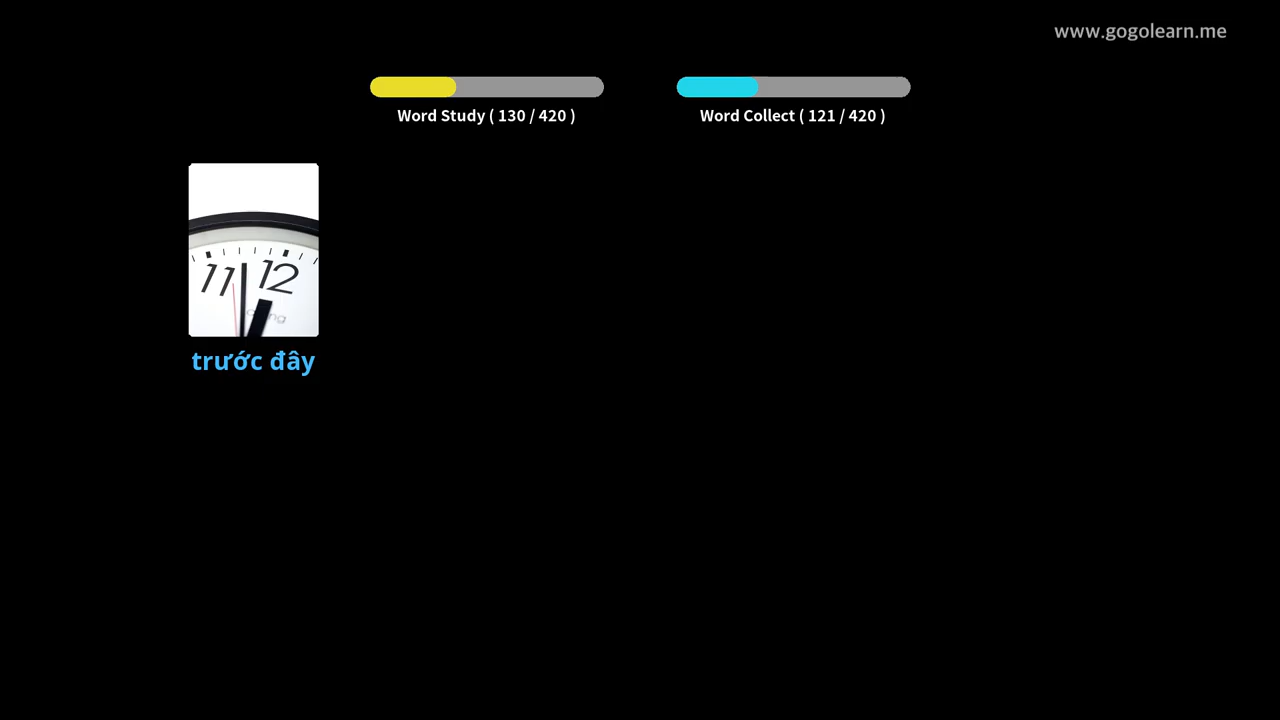 www.gogolearn.me
Word Study ( 130 / 420 )
Word Collect ( 121 / 420 )
11 12
trước đây